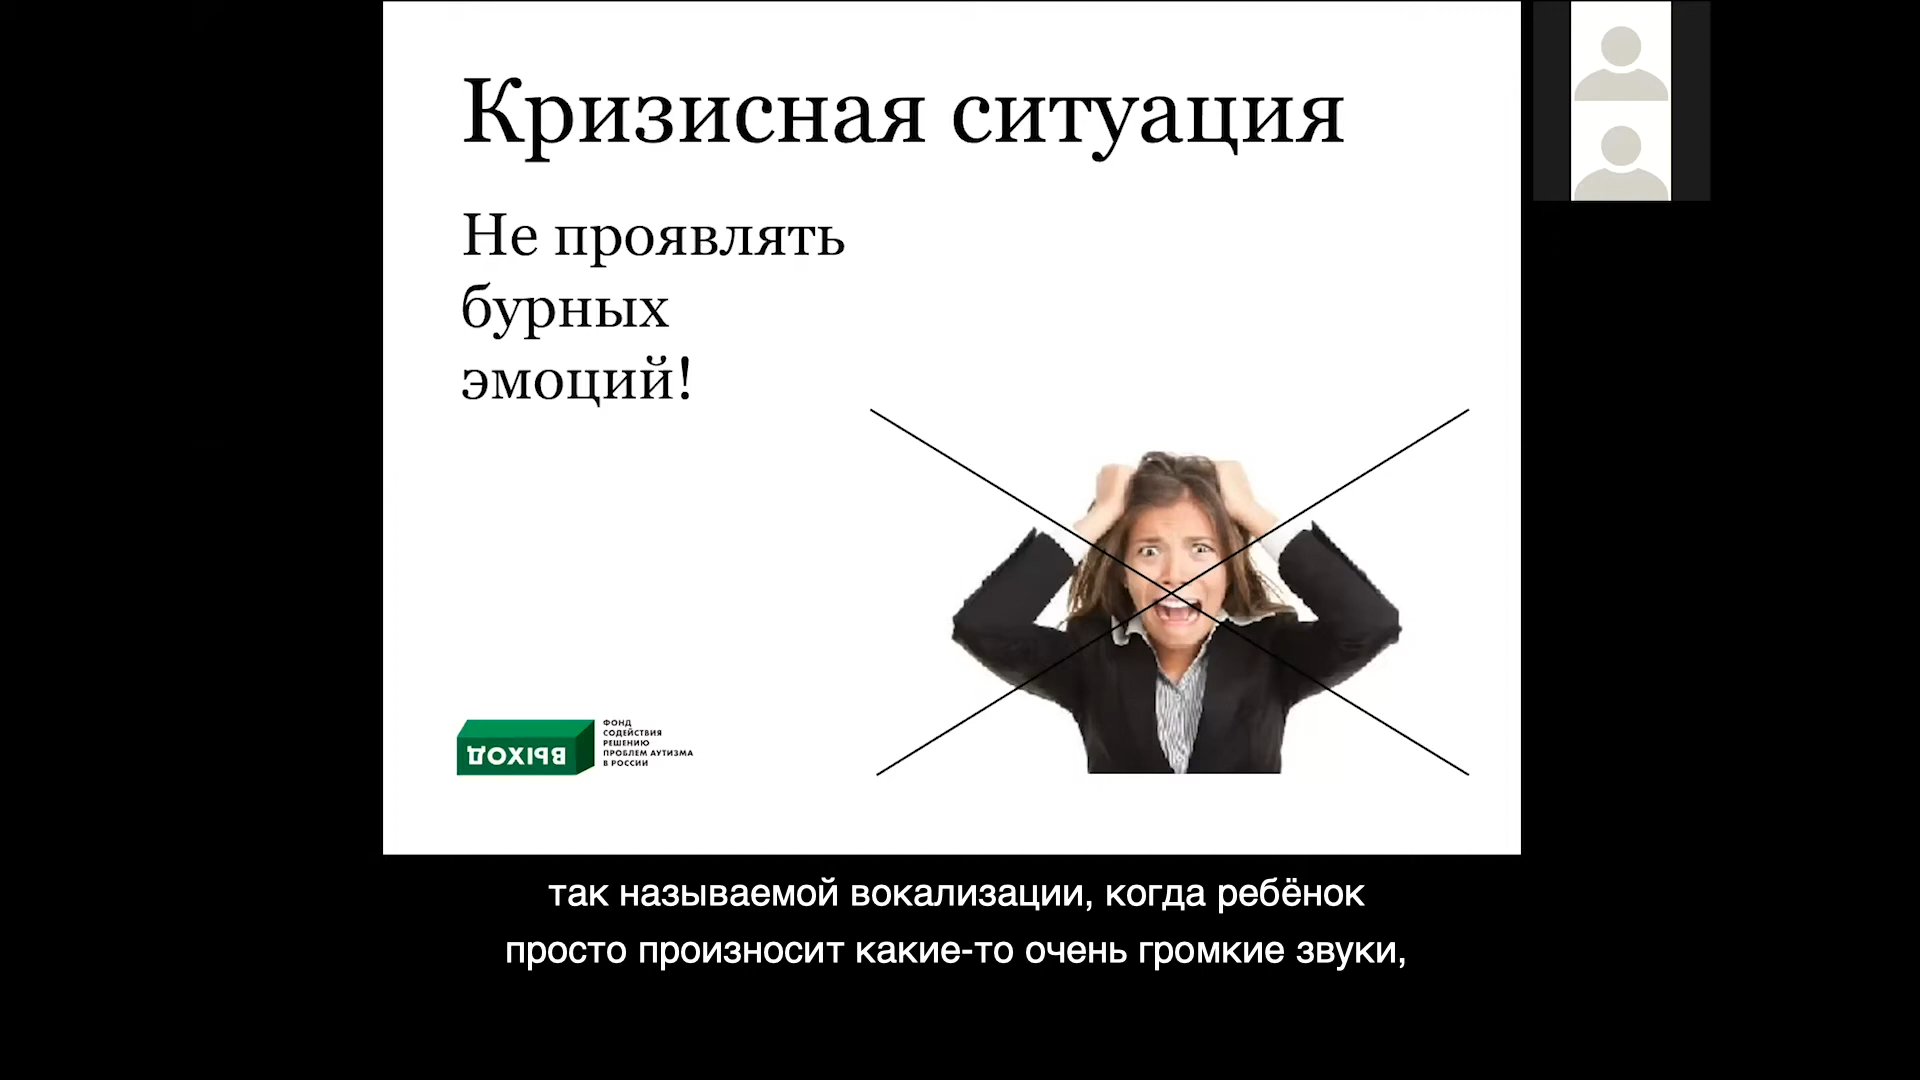 Кризисная ситуация
Не проявлять
бурных
эмоций!
ВЫХОД
ФОНД
СОДЕЙСТВИЯ
РЕШЕНИЮ
ПРОБЛЕМ АУТИЗМА
В РОССИИ
так называемой вокализации, когда ребёнок
просто произносит какие-то очень громкие звуки,